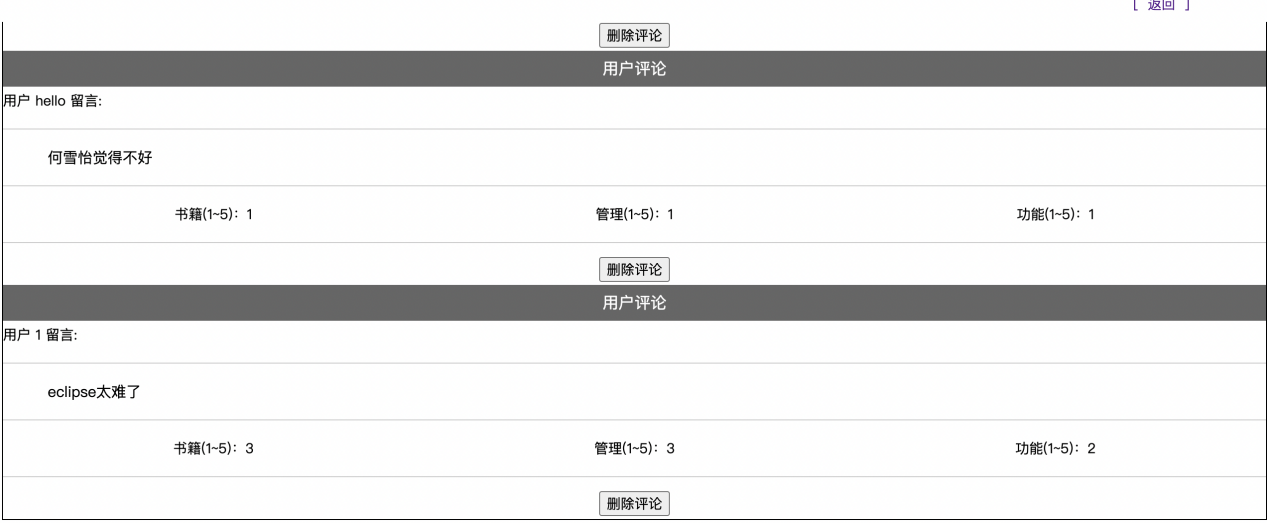 [ 返回 ]
删除评论
用户评论
用户 hello 留言:
何雪怡觉得不好
书籍(1~5)：1 管理(1~5)：1 功能(1~5)：1
删除评论
用户评论
用户 1 留言:
eclipse太难了
书籍(1~5)：3 管理(1~5)：3 功能(1~5)：2
删除评论